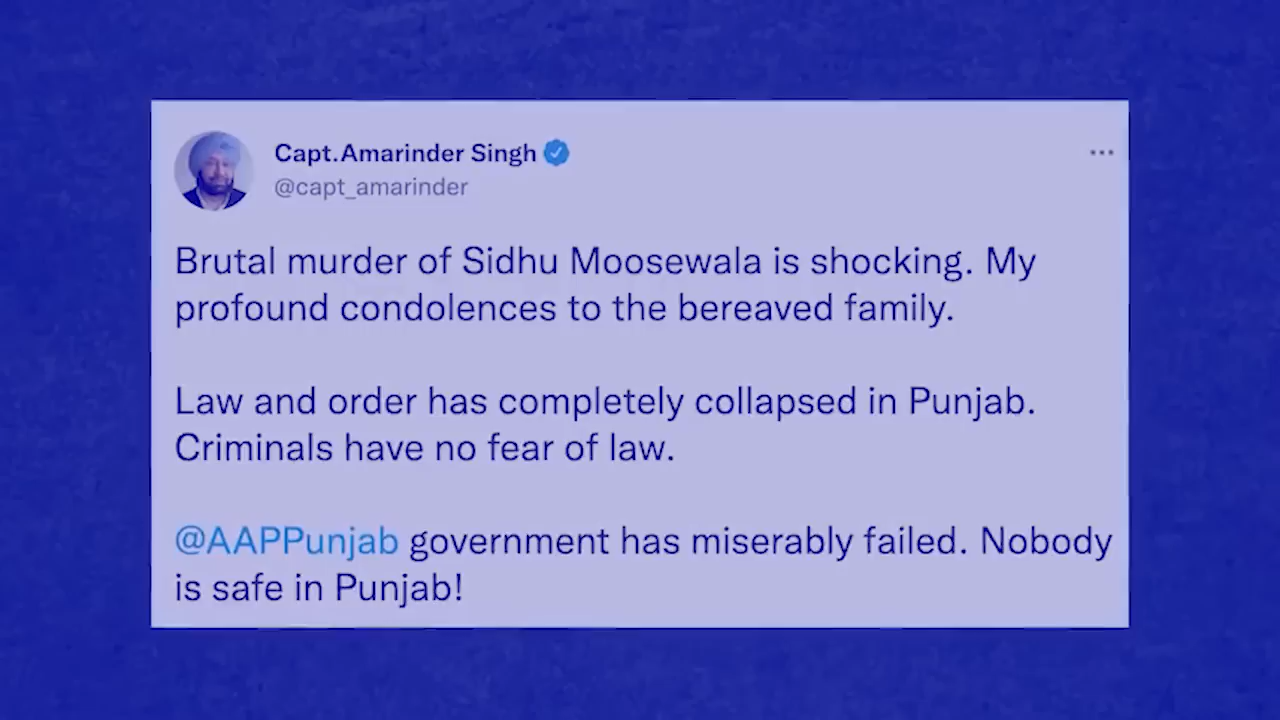 Capt.Amarinder Singh
@capt_amarinder
Brutal murder of Sidhu Moosewala is shocking. My
profound condolences to the bereaved family.
Law and order has completely collapsed in Punjab.
Criminals have no fear of law.
@AAPPunjab government has miserably failed. Nobody
is safe in Punjab!